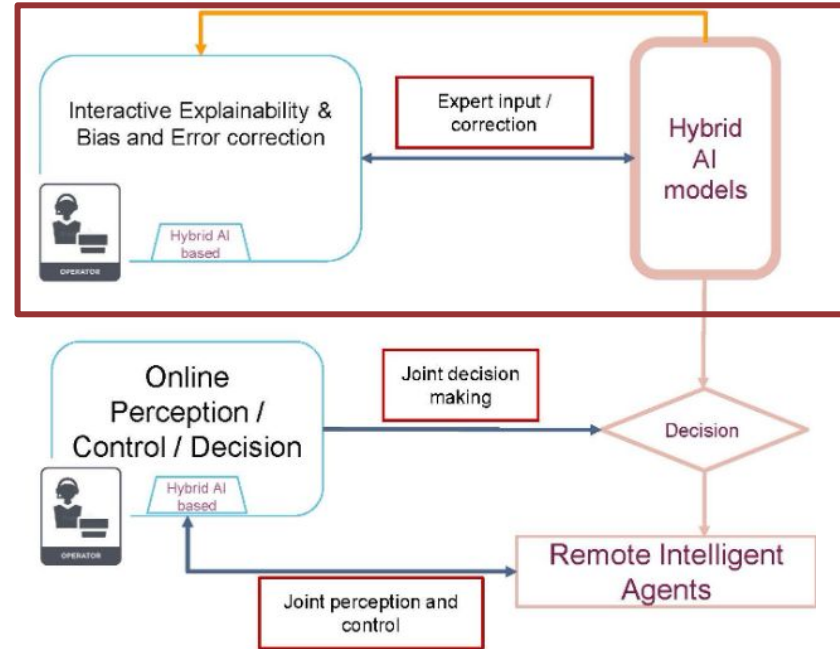 Interactive Explainability &
Bias and Error correction
Expert input /
correction
Hybrid
AI
models
Hybrid AI
based
OPERATOR
Online
Perception /
Control / Decision
Joint decision
making
Decision
Hybrid AI
based
OPERATOR
Remote Intelligent
Agents
Joint perception and
control